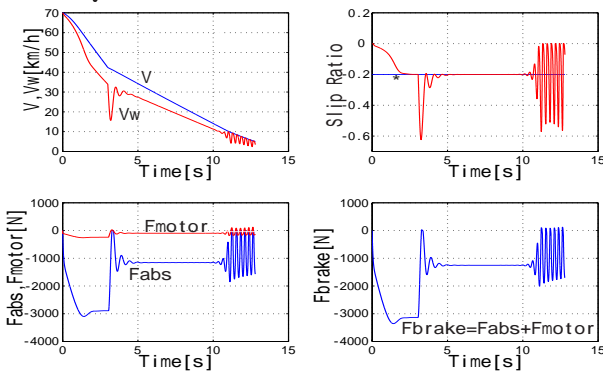 70
60
50
40
30
20
10
0
V,Vw[km/h]
V
Vw
0 5 10 15
Time[s]
0.2
0
-0.2
-0.4
-0.6
Slip Ratio
*
0 5 10 15
Time[s]
1000
0
-1000
-2000
-3000
-4000
Fabs,Fmotor[N]
Fmotor
Fabs
0 5 10 15
Time[s]
1000
0
-1000
-2000
-3000
-4000
Fbrake[N]
Fbrake=Fabs+Fmotor
0 5 10 15
Time[s]